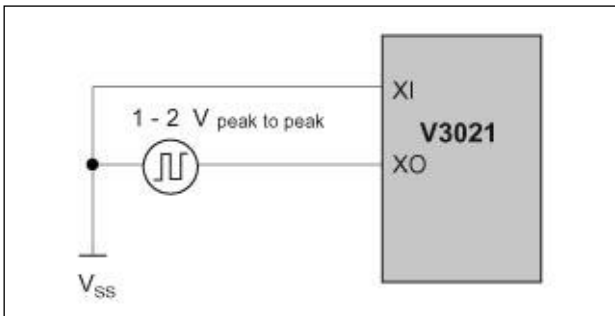 XI
1 - 2 V peak to peak
V3021
XO
VSS